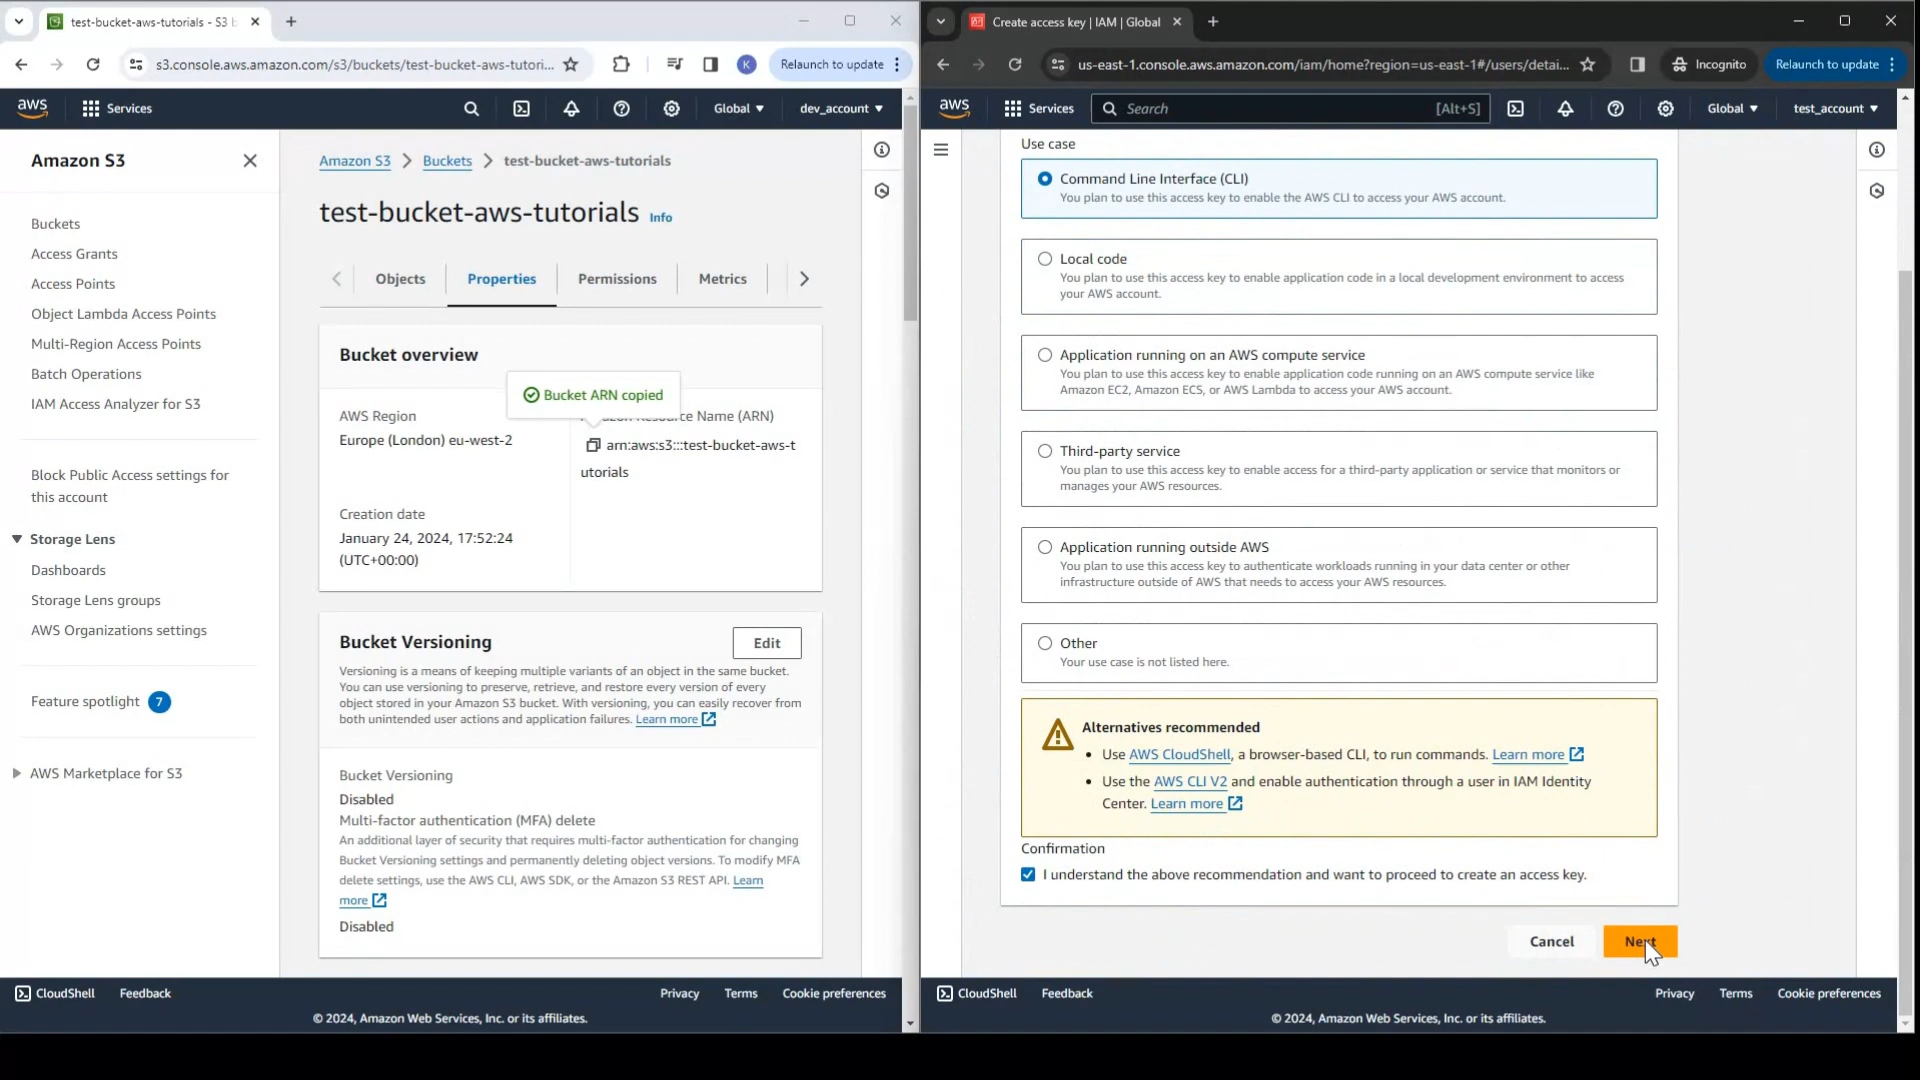 test-bucket-aws-tutorials - S3 b
s3.console.aws.amazon.com/s3/buckets/test-bucket-aws-tutori...
K
Relaunch to update
aws
Services
Global
dev_account
Amazon S3
Buckets
Access Grants
Access Points
Object Lambda Access Points
Multi-Region Access Points
Batch Operations
IAM Access Analyzer for S3
Block Public Access settings for
this account
Storage Lens
Dashboards
Storage Lens groups
AWS Organizations settings
Feature spotlight 7
AWS Marketplace for S3
Amazon S3 > Buckets > test-bucket-aws-tutorials
test-bucket-aws-tutorials Info
Objects
Properties
Permissions
Metrics
Bucket overview
Bucket ARN copied
AWS Region
Europe (London) eu-west-2
Resource Name (ARN)
arn:aws:s3:::test-bucket-aws-t
utorials
Creation date
January 24, 2024, 17:52:24
(UTC+00:00)
Bucket Versioning
Edit
Versioning is a means of keeping multiple variants of an object in the same bucket.
You can use versioning to preserve, retrieve, and restore every version of every
object stored in your Amazon S3 bucket. With versioning, you can easily recover from
both unintended user actions and application failures. Learn more
Bucket Versioning
Disabled
Multi-factor authentication (MFA) delete
An additional layer of security that requires multi-factor authentication for changing
Bucket Versioning settings and permanently deleting object versions. To modify MFA
delete settings, use the AWS CLI, AWS SDK, or the Amazon S3 REST API. Learn
more
Disabled
CloudShell
Feedback
Privacy
Terms
Cookie preferences
© 2024, Amazon Web Services, Inc. or its affiliates.
Create access key | IAM | Global
us-east-1.console.aws.amazon.com/iam/home?region=us-east-1#/users/detai...
Incognito
Relaunch to update
aws
Services
Search
[Alt+S]
Global
test_account
Use case
Command Line Interface (CLI)
You plan to use this access key to enable the AWS CLI to access your AWS account.
Local code
You plan to use this access key to enable application code in a local development environment to access
your AWS account.
Application running on an AWS compute service
You plan to use this access key to enable application code running on an AWS compute service like
Amazon EC2, Amazon ECS, or AWS Lambda to access your AWS account.
Third-party service
You plan to use this access key to enable access for a third-party application or service that monitors or
manages your AWS resources.
Application running outside AWS
You plan to use this access key to authenticate workloads running in your data center or other
infrastructure outside of AWS that needs to access your AWS resources.
Other
Your use case is not listed here.
Alternatives recommended
• Use AWS CloudShell, a browser-based CLI, to run commands. Learn more
• Use the AWS CLI V2 and enable authentication through a user in IAM Identity
Center. Learn more
Confirmation
I understand the above recommendation and want to proceed to create an access key.
Cancel
Next
CloudShell
Feedback
Privacy
Terms
Cookie preferences
© 2024, Amazon Web Services, Inc. or its affiliates.